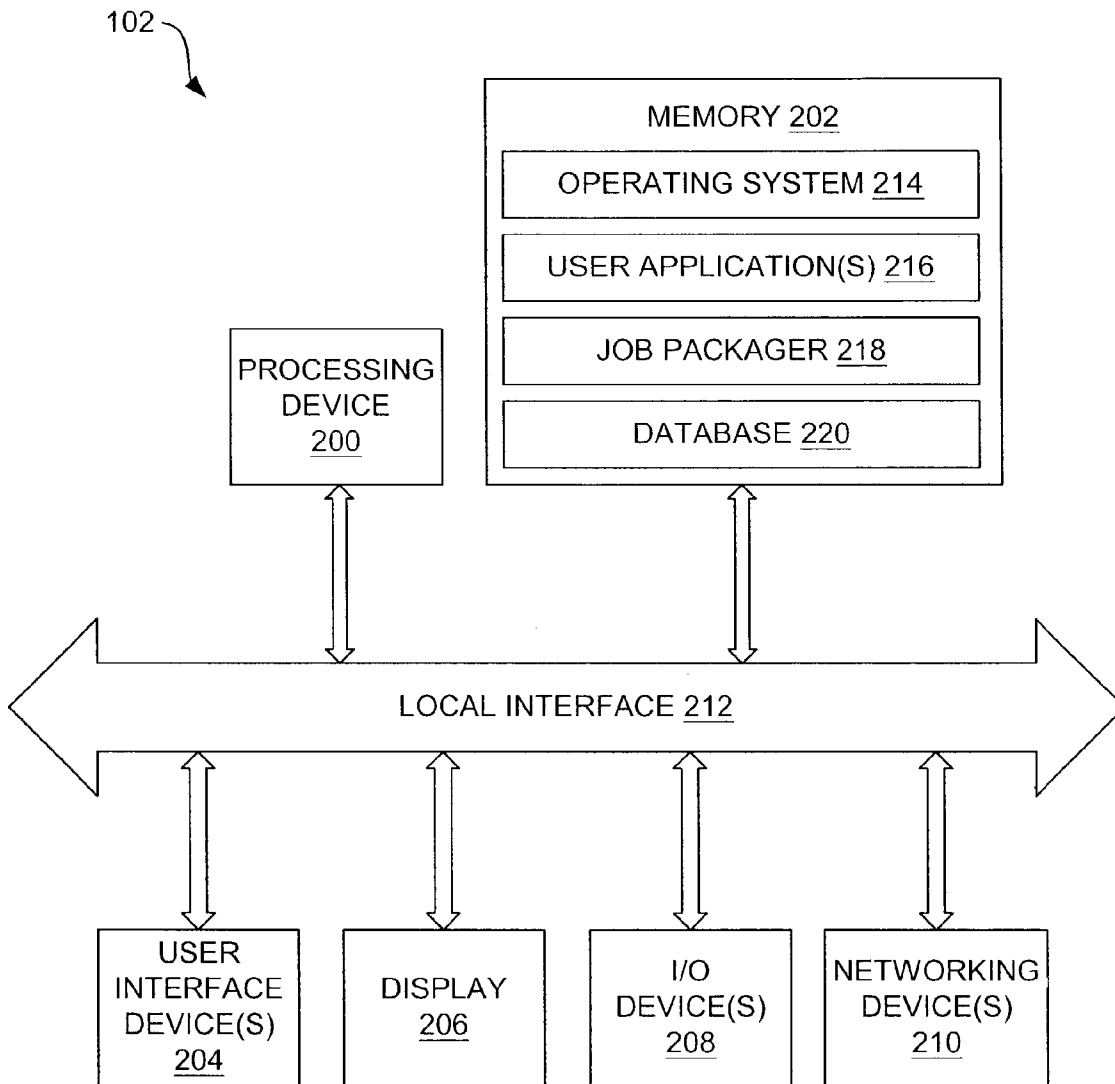 102
MEMORY 202
OPERATING SYSTEM 214
USER APPLICATION(S) 216
JOB PACKAGER 218
DATABASE 220
PROCESSING
DEVICE
200
LOCAL INTERFACE 212
USER
INTERFACE
DEVICE(S)
204
DISPLAY
206
I/O
DEVICE(S)
208
NETWORKING
DEVICE(S)
210